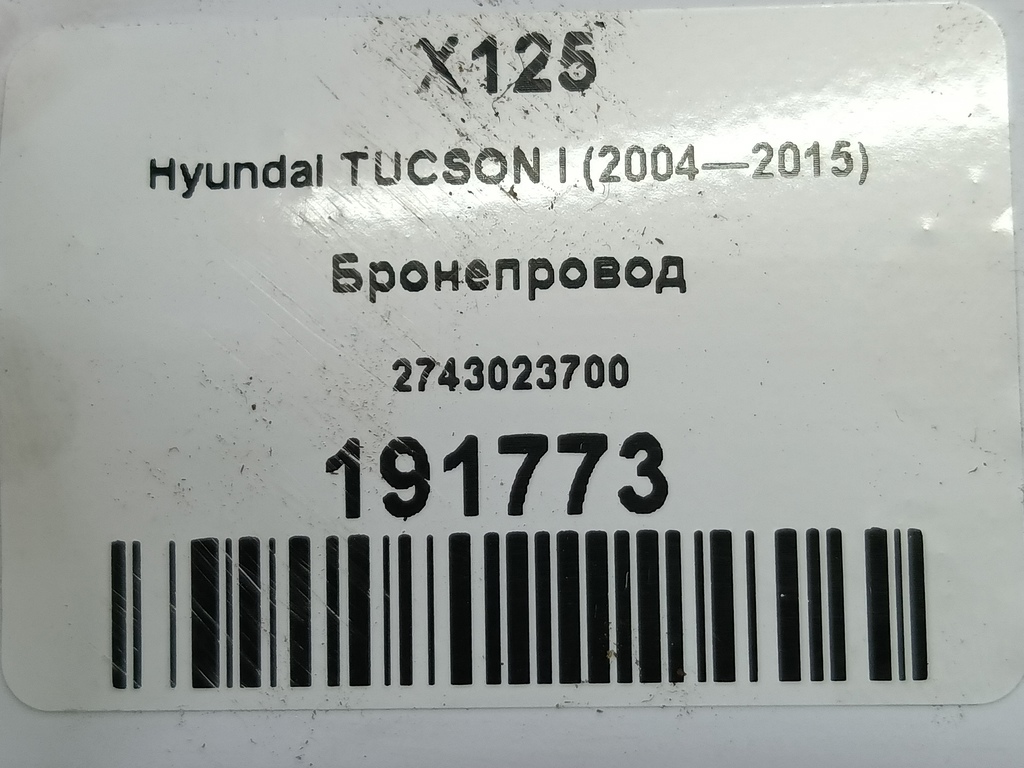 X125
Hyundai TUCSON I (2004—2015)
Бронепровод
2743023700
191773